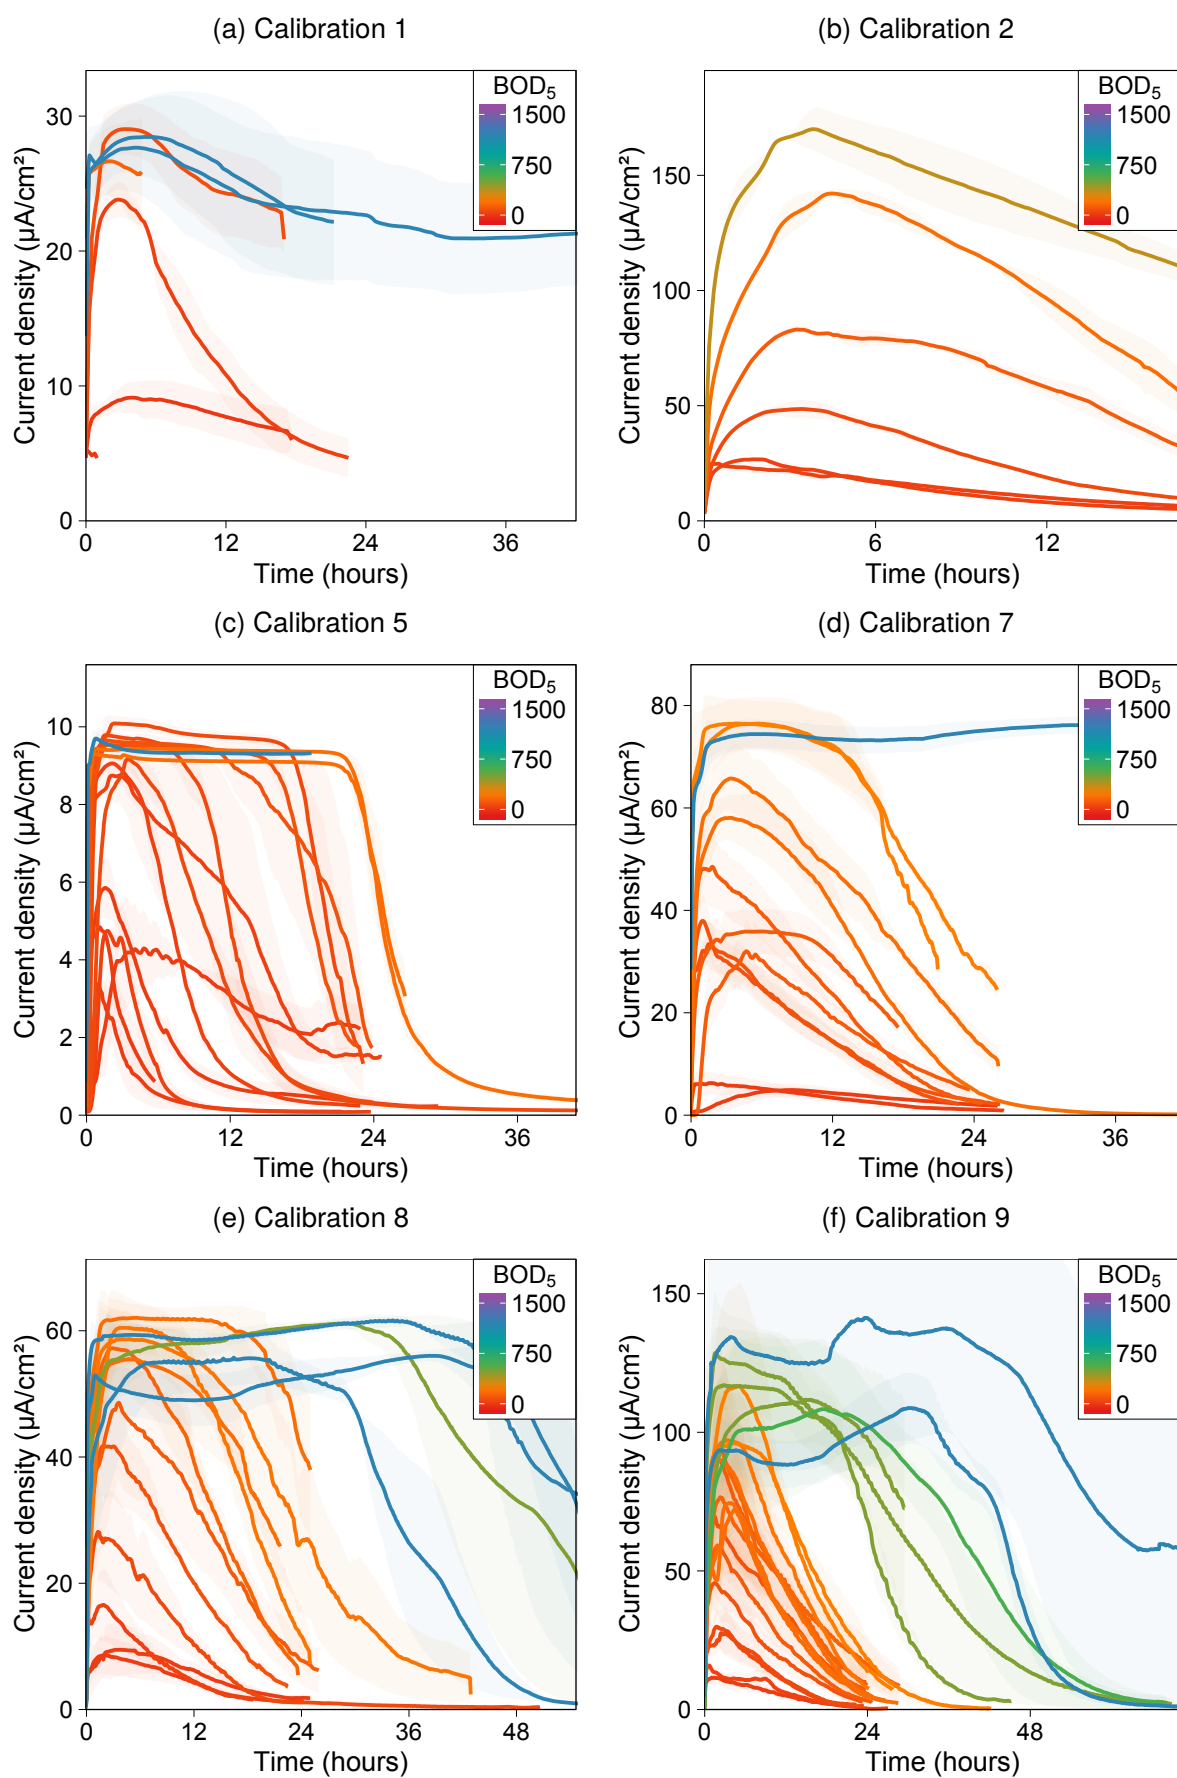 (a) Calibration 1
Current density (µA/cm²)
30
20
10
0
0 12 24 36
Time (hours)
BOD₅
1500
750
0
(b) Calibration 2
Current density (µA/cm²)
150
100
50
0
0 6 12
Time (hours)
BOD₅
1500
750
0
(c) Calibration 5
Current density (µA/cm²)
10
8
6
4
2
0
0 12 24 36
Time (hours)
BOD₅
1500
750
0
(d) Calibration 7
Current density (µA/cm²)
80
60
40
20
0
0 12 24 36
Time (hours)
BOD₅
1500
750
0
(e) Calibration 8
Current density (µA/cm²)
60
40
20
0
0 12 24 36 48
Time (hours)
BOD₅
1500
750
0
(f) Calibration 9
Current density (µA/cm²)
150
100
50
0
0 24 48
Time (hours)
BOD₅
1500
750
0